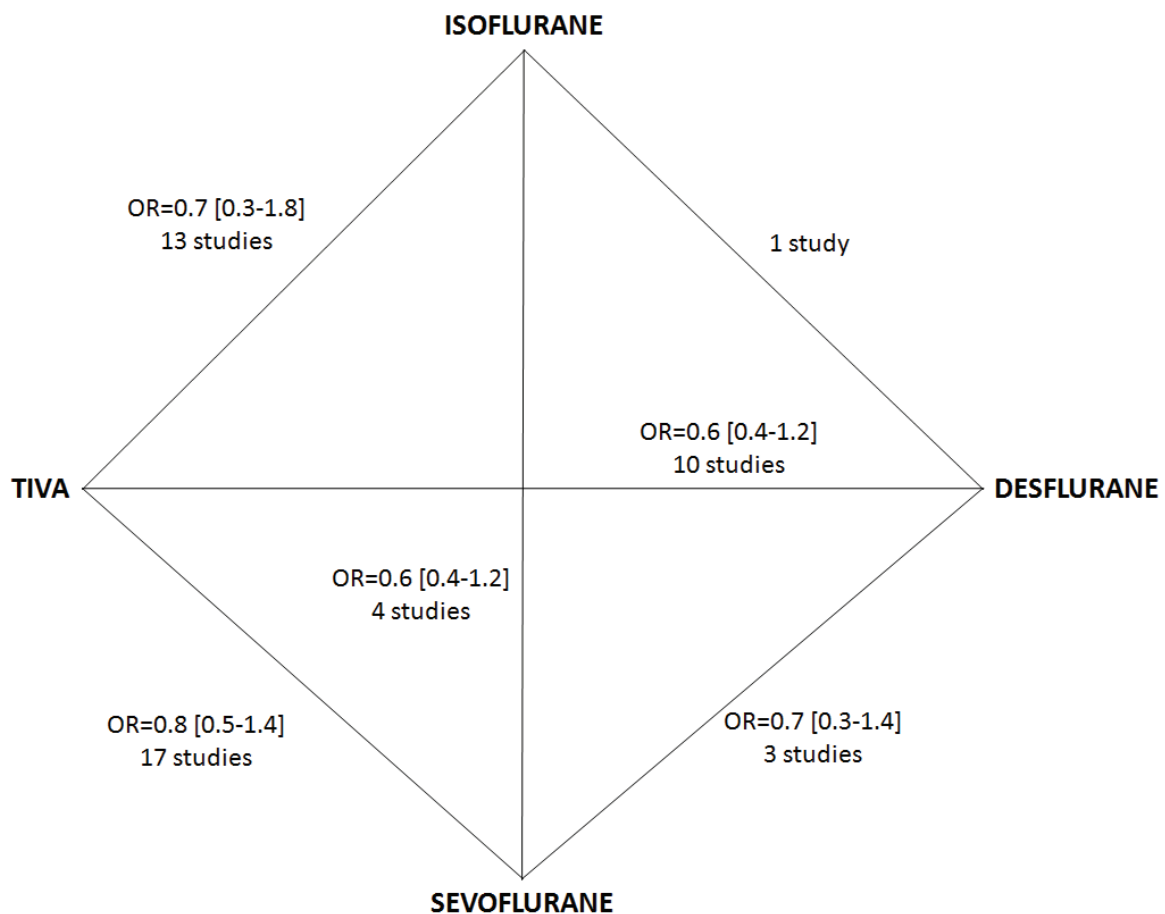 ISOFLURANE
OR=0.7 [0.3-1.8]
13 studies
1 study
OR=0.6 [0.4-1.2]
10 studies
TIVA
DESFLURANE
OR=0.6 [0.4-1.2]
4 studies
OR=0.8 [0.5-1.4]
17 studies
OR=0.7 [0.3-1.4]
3 studies
SEVOFLURANE